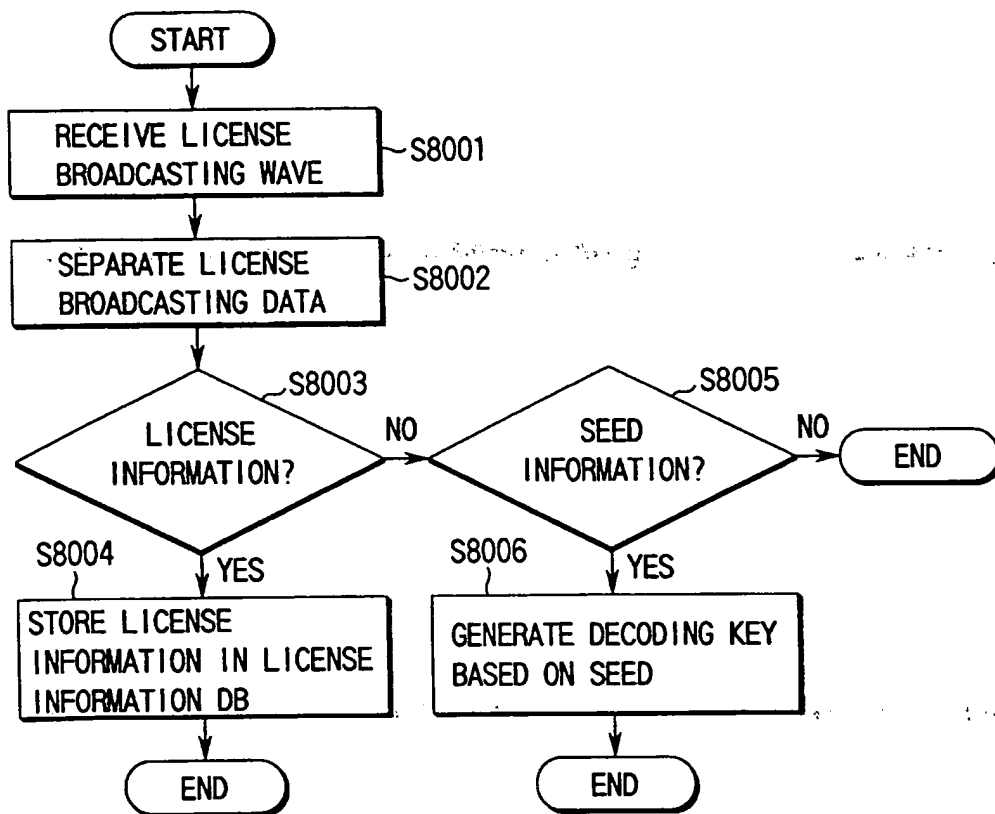 START
RECEIVE LICENSE
BROADCASTING WAVE
S8001
SEPARATE LICENSE
BROADCASTING DATA
S8002
S8003
LICENSE
INFORMATION?
NO
S8005
SEED
INFORMATION?
NO
END
S8004
YES
STORE LICENSE
INFORMATION IN LICENSE
INFORMATION DB
END
S8006
YES
GENERATE DECODING KEY
BASED ON SEED
END